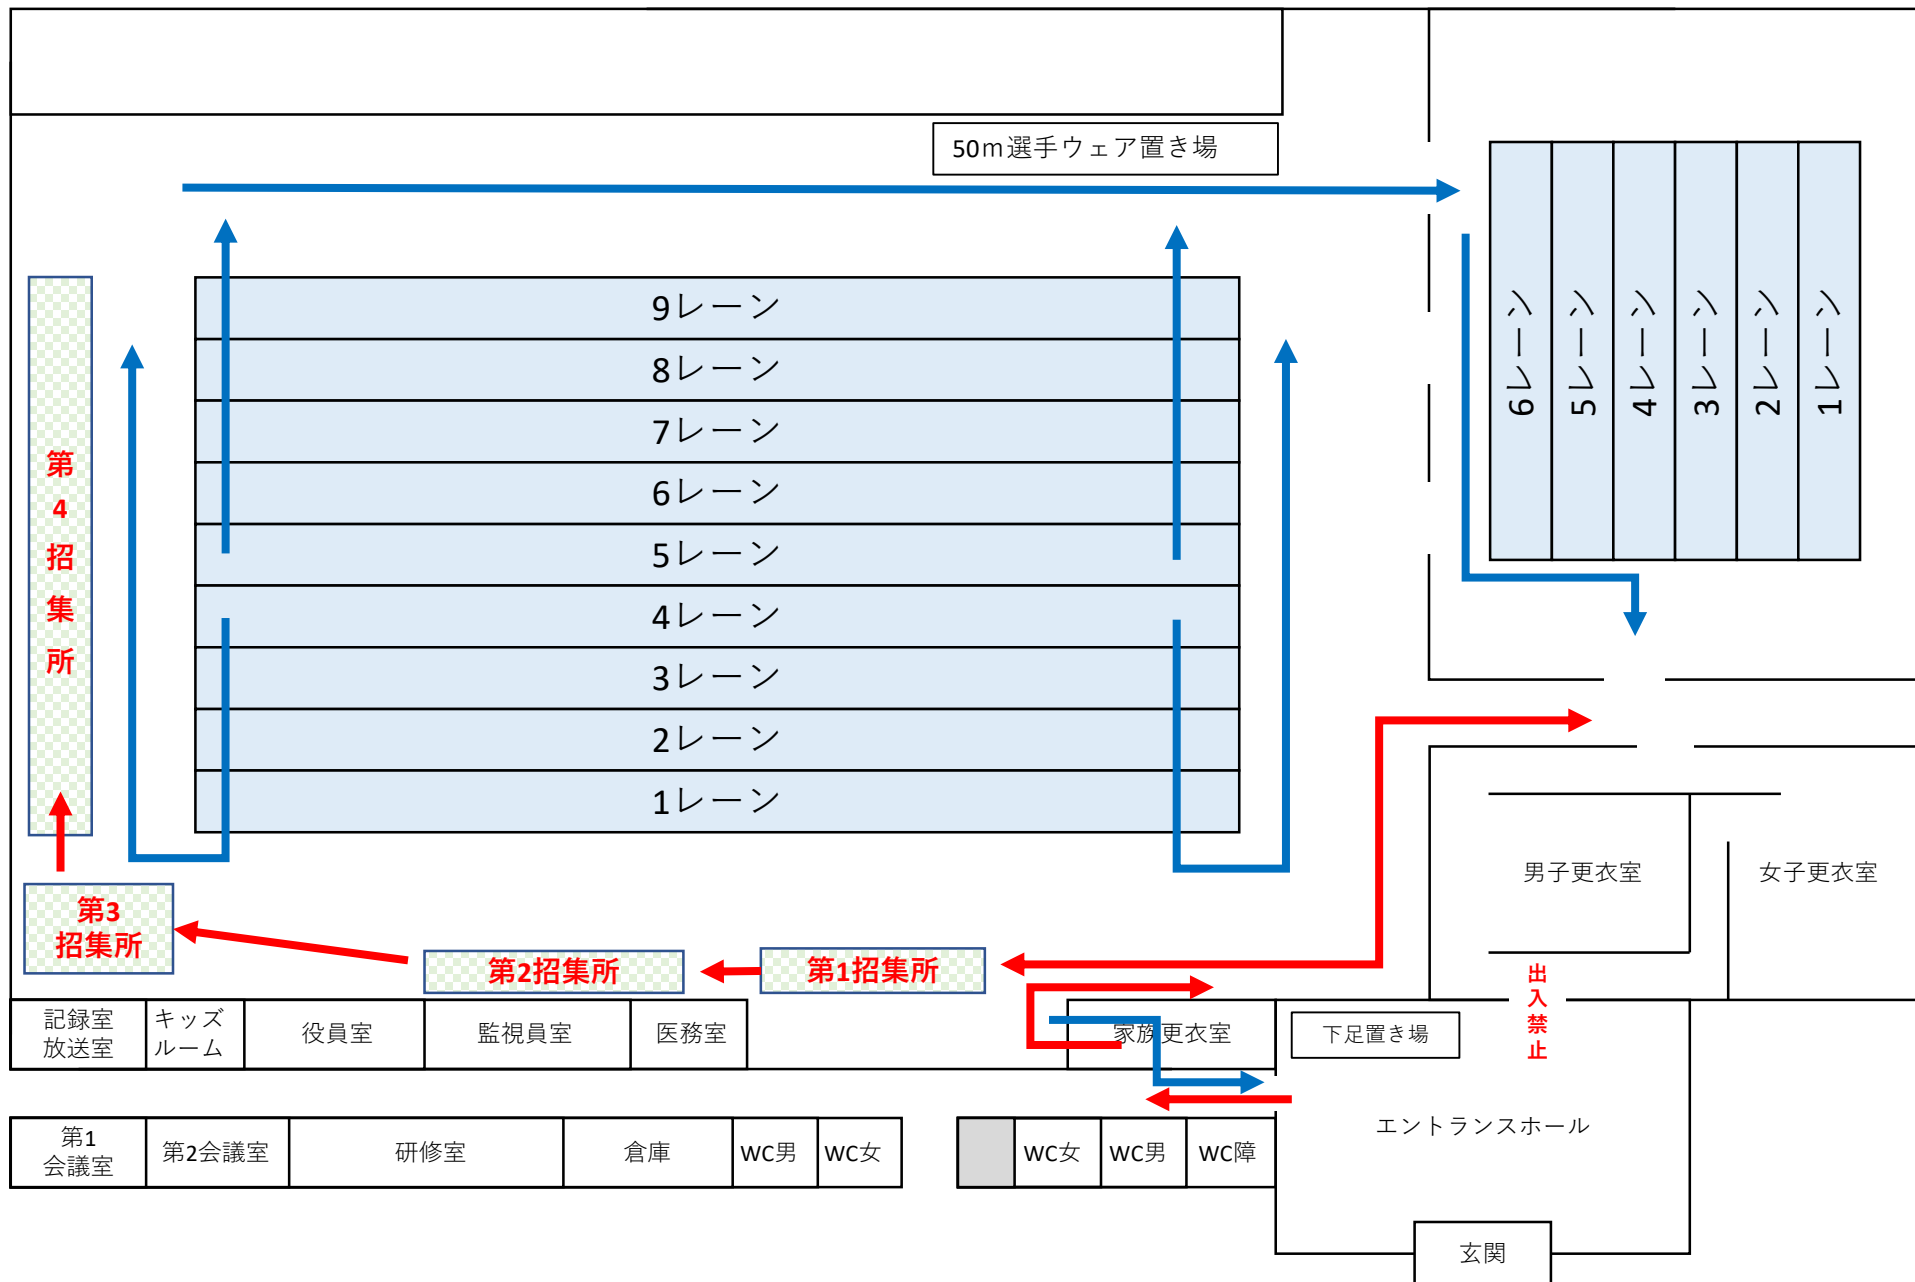 50m選手ウェア置き場
9レーン
8レーン
7レーン
6レーン
5レーン
4レーン
3レーン
2レーン
1レーン
6レーン
5レーン
4レーン
3レーン
2レーン
1レーン
第
4
招
集
所
第3
招集所
第2招集所
第1招集所
男子更衣室
女子更衣室
出
入
禁
止
記録室
放送室
キッズ
ルーム
役員室
監視員室
医務室
家族更衣室
下足置き場
エントランスホール
第1
会議室
第2会議室
研修室
倉庫
WC男
WC女
WC女
WC男
WC障
玄関